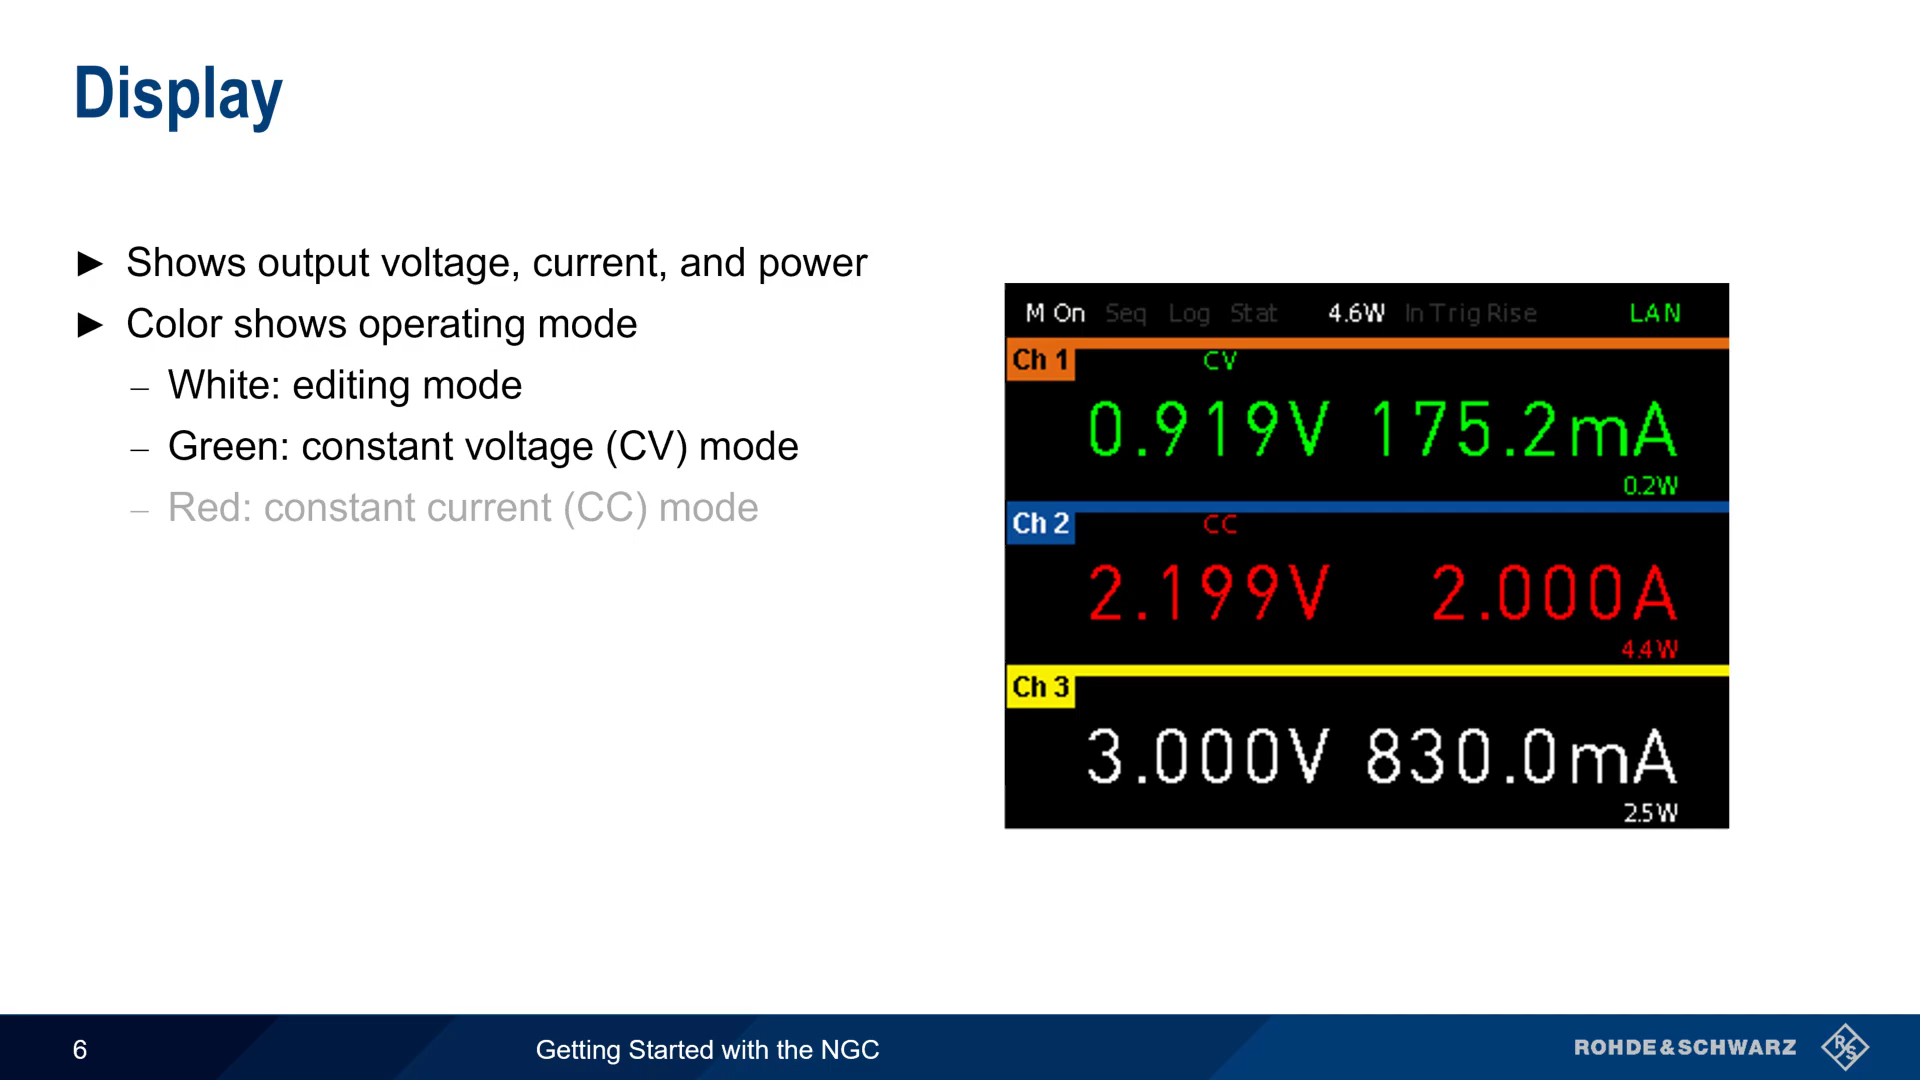 Display
► Shows output voltage, current, and power
► Color shows operating mode
– White: editing mode
– Green: constant voltage (CV) mode
– Red: constant current (CC) mode
M On Seq Log Stat 4.6W In Trig Rise LAN
Ch 1 CV
0.919V 175.2mA
0.2W
Ch 2 CC
2.199V 2.000A
4.4W
Ch 3
3.000V 830.0mA
2.5W
6 Getting Started with the NGC ROHDE&SCHWARZ R&S